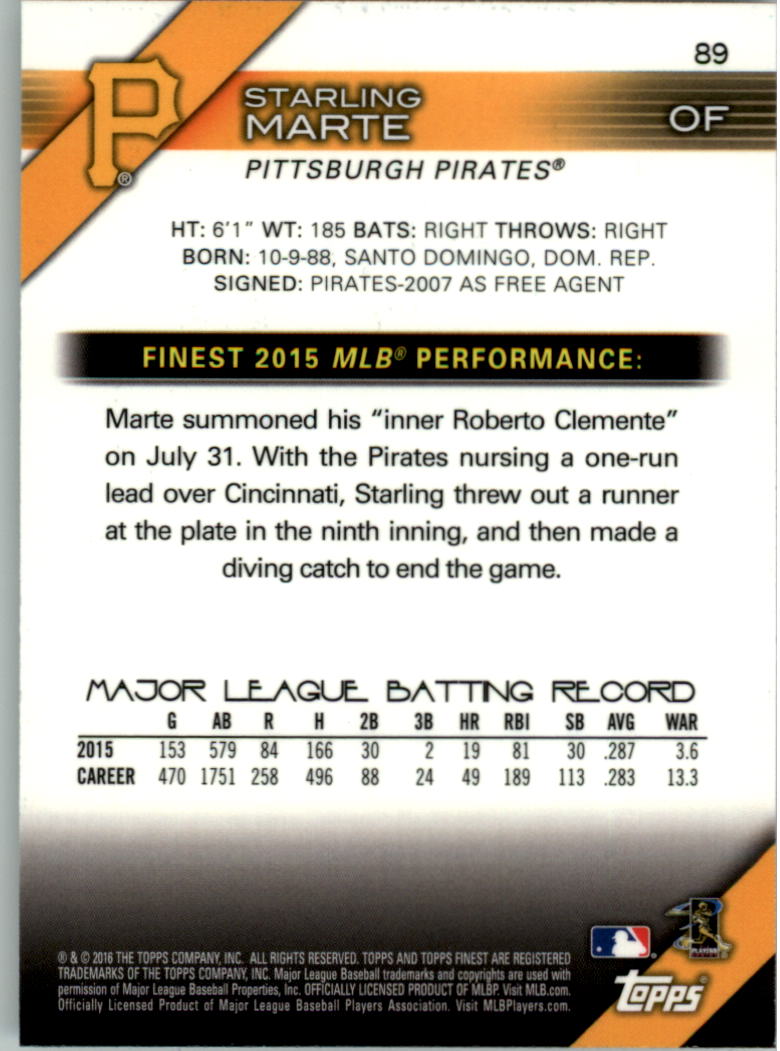 89
P®
STARLING
MARTE
OF
PITTSBURGH PIRATES®
HT: 6'1" WT: 185 BATS: RIGHT THROWS: RIGHT
BORN: 10-9-88, SANTO DOMINGO, DOM. REP.
SIGNED: PIRATES-2007 AS FREE AGENT
FINEST 2015 MLB® PERFORMANCE:
Marte summoned his “inner Roberto Clemente”
on July 31. With the Pirates nursing a one-run
lead over Cincinnati, Starling threw out a runner
at the plate in the ninth inning, and then made a
diving catch to end the game.
MAJOR LEAGUE BATTING RECORD
G AB R H 2B 3B HR RBI SB AVG WAR
2015 153 579 84 166 30 2 19 81 30 .287 3.6
CAREER 470 1751 258 496 88 24 49 189 113 .283 13.3
® & © 2016 THE TOPPS COMPANY, INC. ALL RIGHTS RESERVED. TOPPS AND TOPPS FINEST ARE REGISTERED
TRADEMARKS OF THE TOPPS COMPANY, INC. Major League Baseball trademarks and copyrights are used with
permission of Major League Baseball Properties, Inc. OFFICIALLY LICENSED PRODUCT OF MLBP. Visit MLB.com.
Officially Licensed Product of Major League Baseball Players Association. Visit MLBPlayers.com.
PLAYERS
topps®